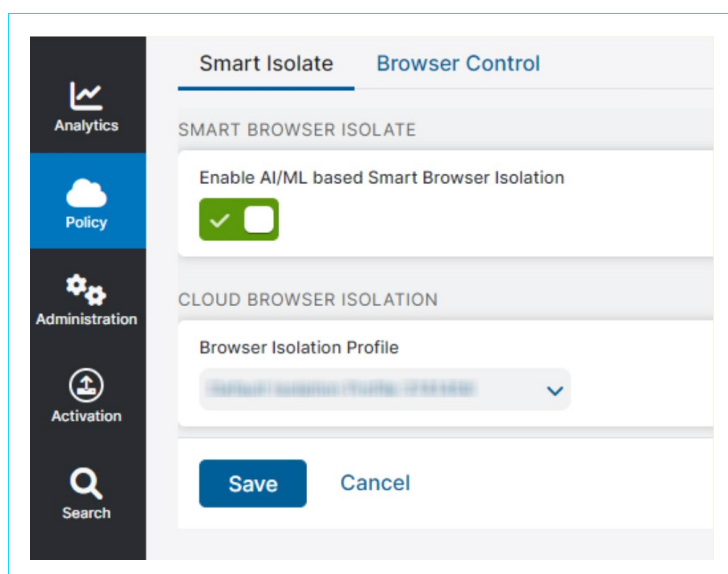 Smart Isolate
Browser Control
Analytics
SMART BROWSER ISOLATE
Enable AI/ML based Smart Browser Isolation
Policy
CLOUD BROWSER ISOLATION
Administration
Browser Isolation Profile
Activation
Save
Cancel
Search